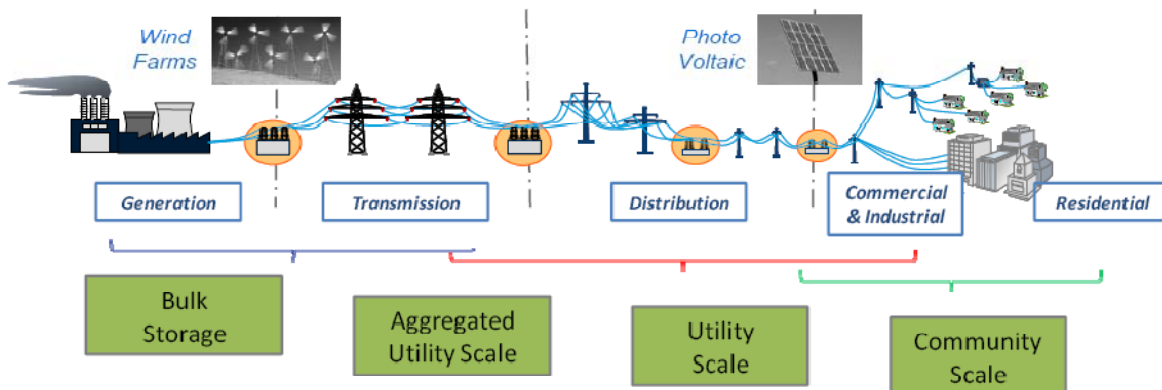 Wind
Farms
Photo
Voltaic
Generation
Transmission
Distribution
Commercial
& Industrial
Residential
Bulk
Storage
Aggregated
Utility Scale
Utility
Scale
Community
Scale